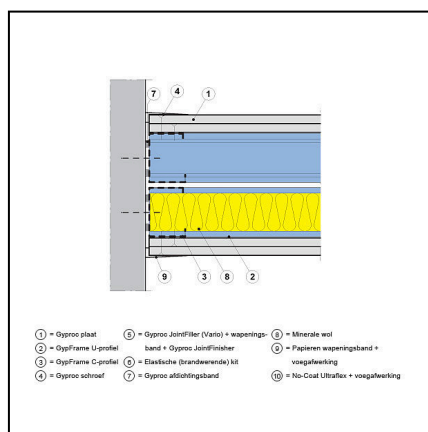 7 4 1
9 3 8 2
1 = Gyproc plaat
2 = GypFrame U-profiel
3 = GypFrame C-profiel
4 = Gyproc schroef
5 = Gyproc JointFiller (Vario) + wapenings-
band + Gyproc JointFinisher
6 = Elastische (brandwerende) kit
7 = Gyproc afdichtingsband
8 = Minerale wol
9 = Papieren wapeningsband +
voegafwerking
10 = No-Coat Ultraflex + voegafwerking